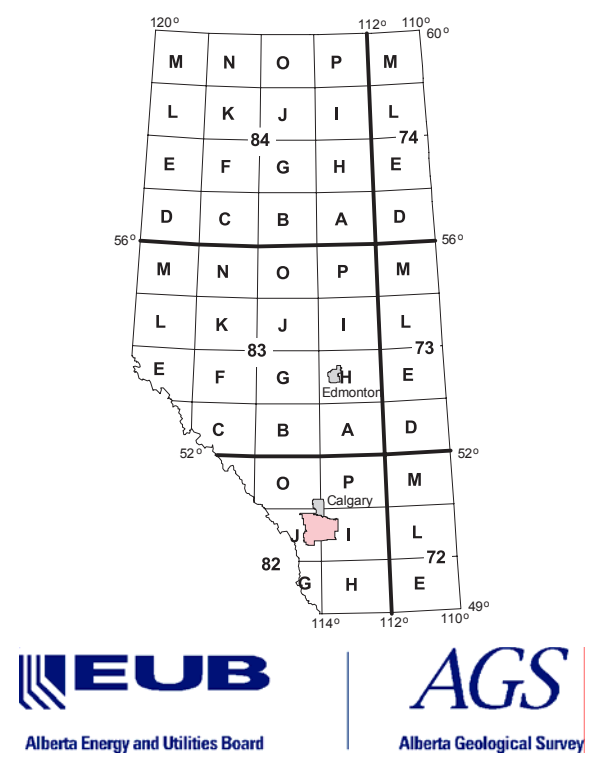 120° 112° 110°
60°
M N O P M
L K J I L
84 74
E F G H E
D C B A D
56° 56°
M N O P M
L K J I L
83 73
E F G H E
Edmonton
C B A D
52° 52°
O P M
Calgary
J I L
82 72
G H E
49°
114° 112° 110°
EUB AGS
Alberta Energy and Utilities Board Alberta Geological Survey